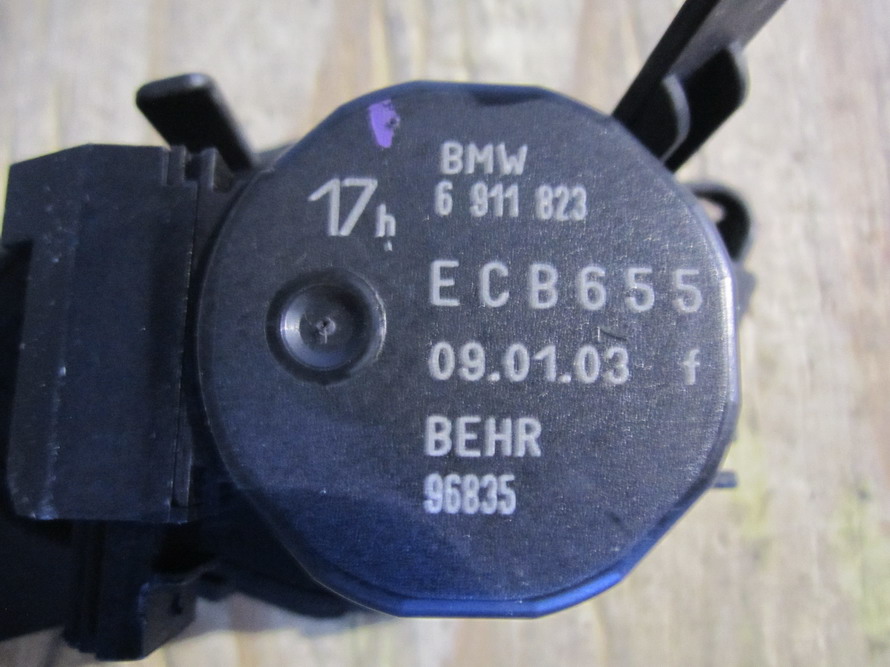 BMW
6 911 823
17h
ECB655
09.01.03 f
BEHR
96835